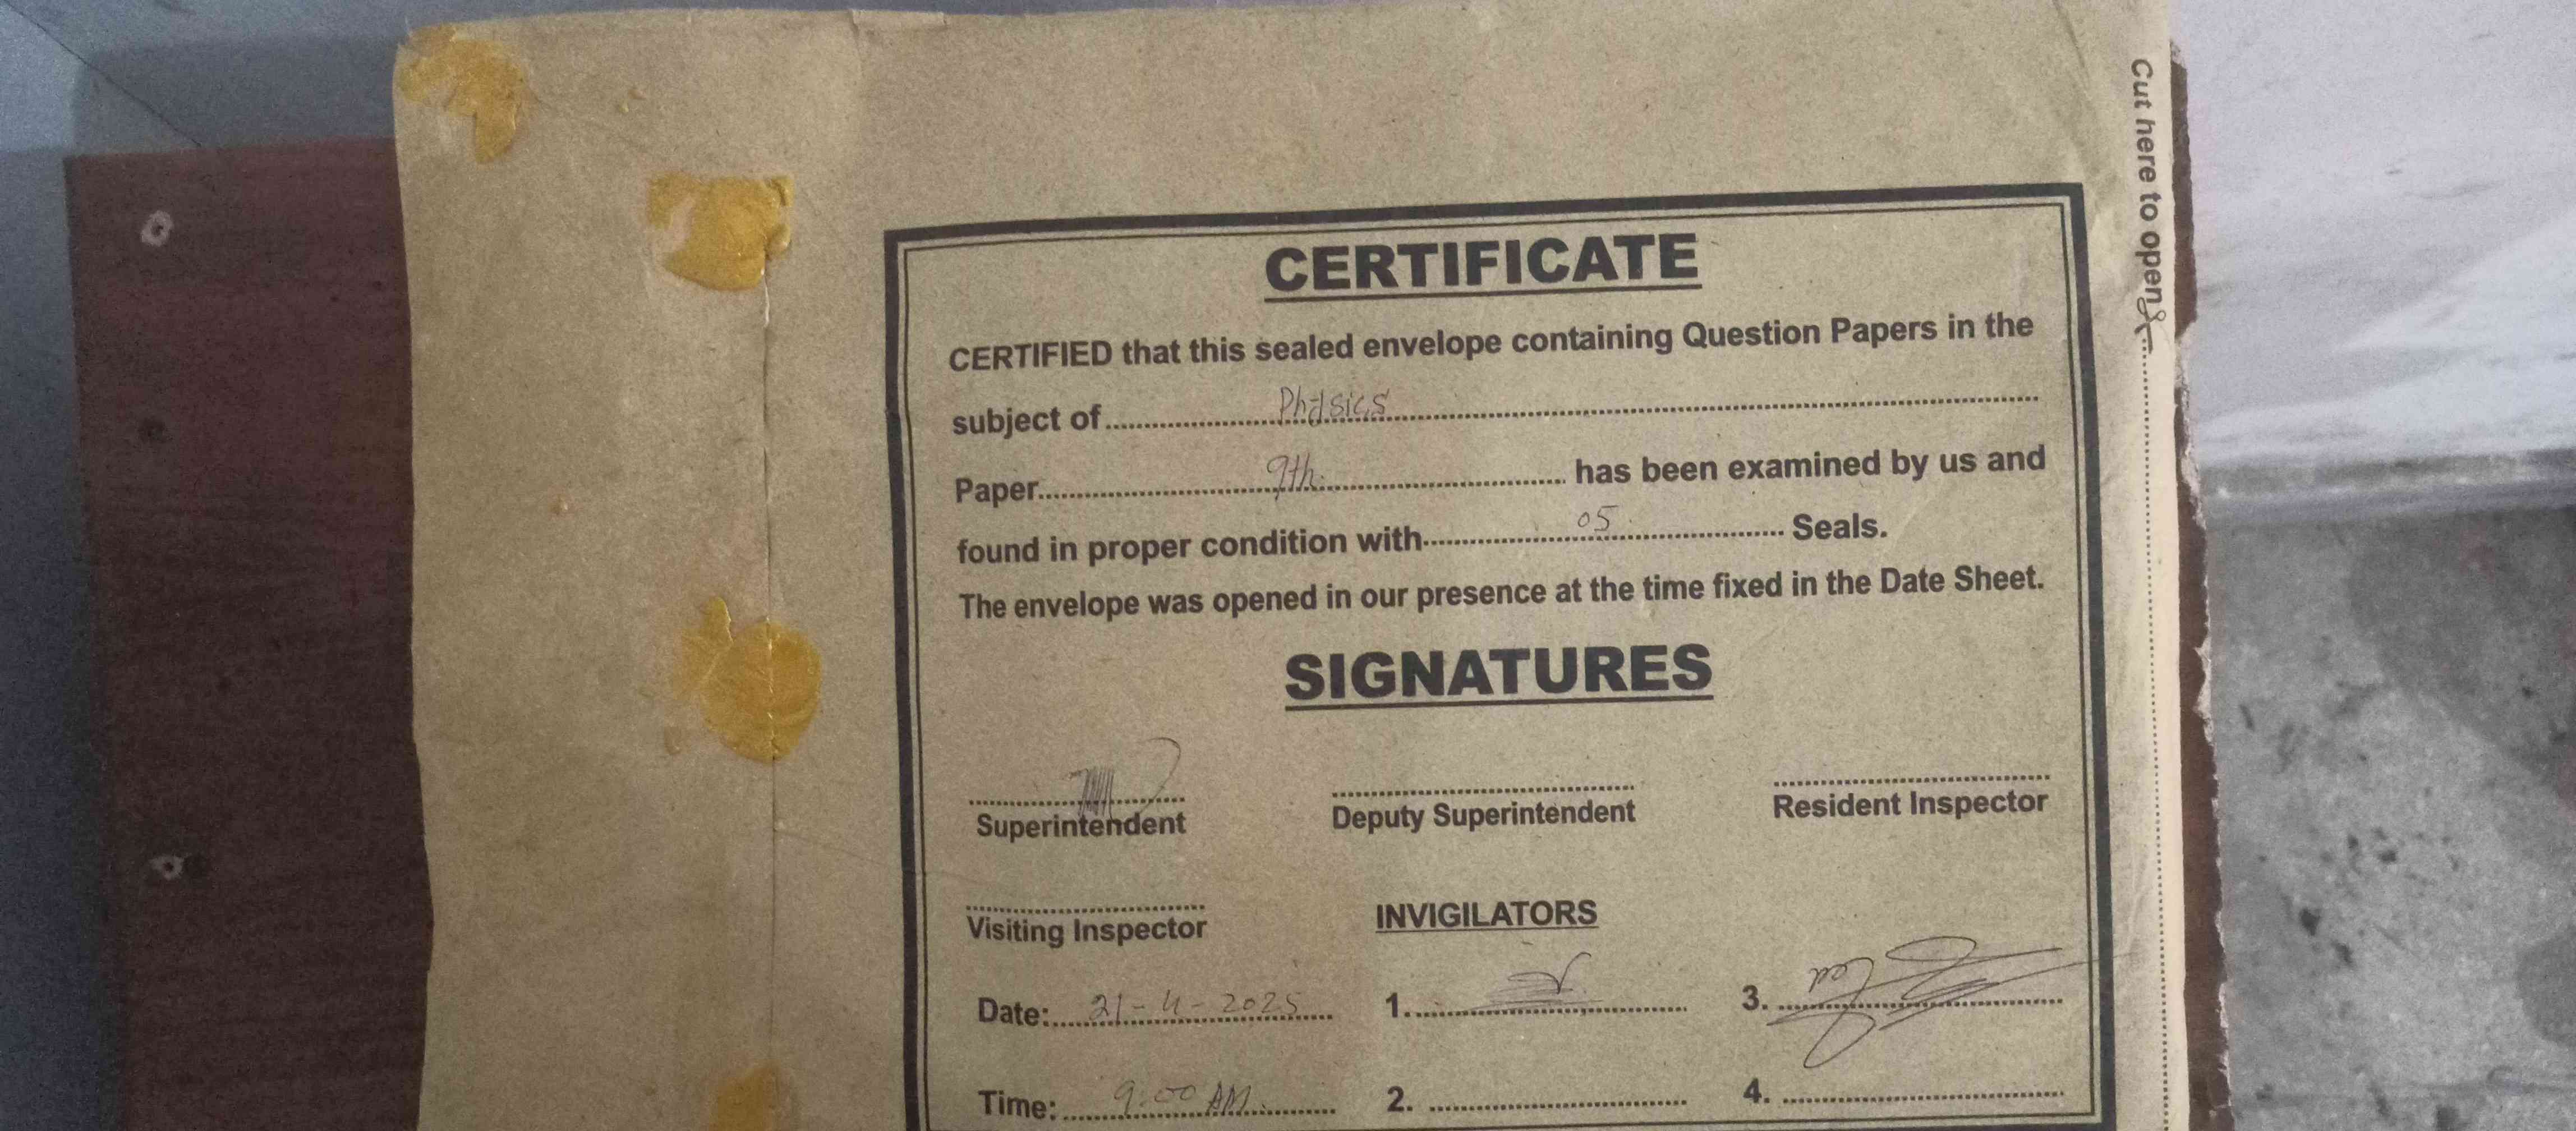 CERTIFICATE
CERTIFIED that this sealed envelope containing Question Papers in the
subject of Physics
Paper 9th. has been examined by us and
found in proper condition with 05 Seals.
The envelope was opened in our presence at the time fixed in the Date Sheet.
SIGNATURES
Superintendent Deputy Superintendent Resident Inspector
Visiting Inspector INVIGILATORS
Date: 21-4-2025 1. 3.
Time: 9:00 AM. 2. 4.
Cut here to open